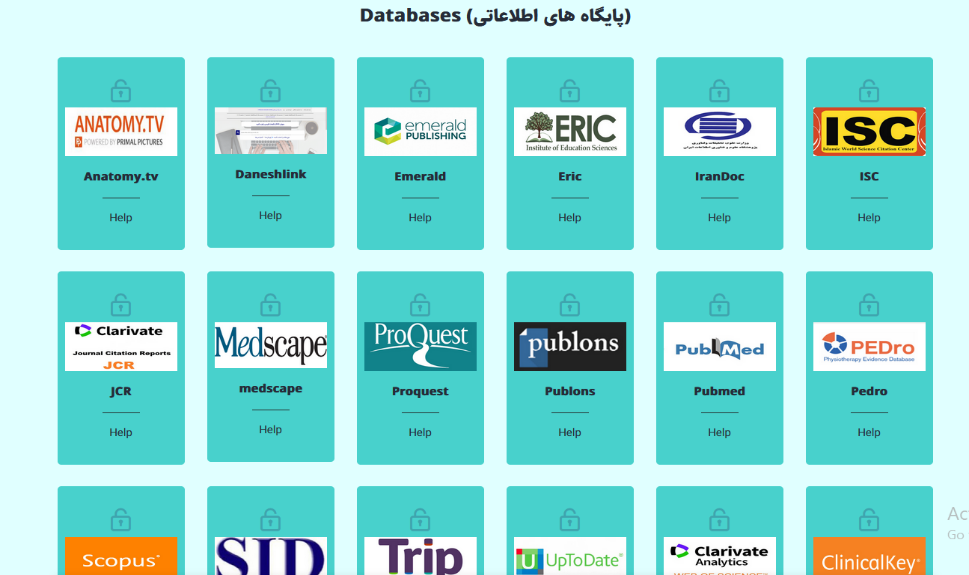 Databases (پایگاه های اطلاعاتی)
ANATOMY.TV
POWERED BY PRIMAL PICTURES
Anatomy.tv
Help
Daneshlink
Help
emerald
PUBLISHING
Emerald
Help
ERIC
Institute of Education Sciences
Eric
Help
IranDoc
Help
ISC
Islamic World Science Citation Center
ISC
Help
Clarivate
Journal Citation Reports
JCR
JCR
Help
Medscape
medscape
Help
ProQuest
Proquest
Help
publons
Publons
Help
PubMed
Pubmed
Help
PEDro
Physiotherapy Evidence Database
Pedro
Help
Scopus
SID
Trip
UpToDate®
Clarivate
Analytics
WEB OF SCIENCE
ClinicalKey
Go